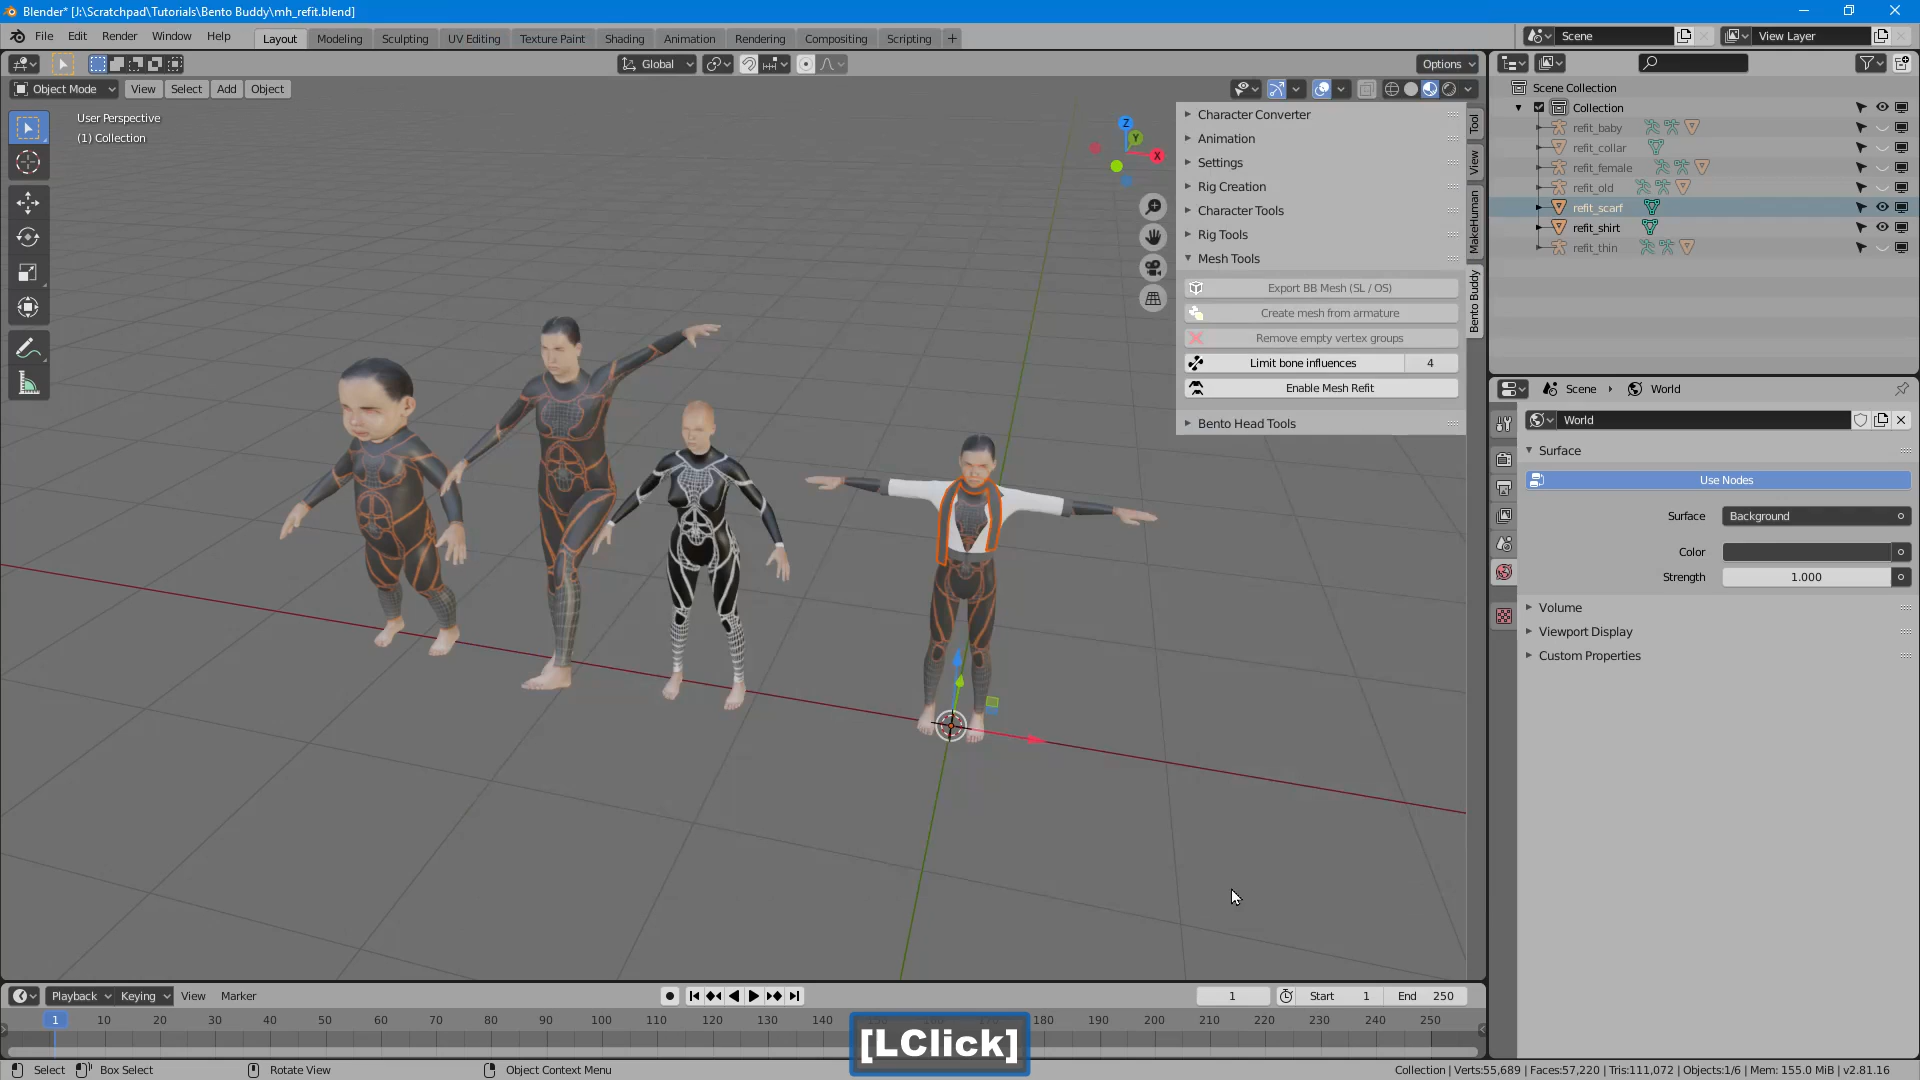 Blender* [J:\Scratchpad\Tutorials\Bento Buddy\mh_refit.blend]
File Edit Render Window Help Layout Modeling Sculpting UV Editing Texture Paint Shading Animation Rendering Compositing Scripting + Scene View Layer
Global Options
Object Mode View Select Add Object
User Perspective
(1) Collection
Z
Y
X
Character Converter
Animation
Settings
Rig Creation
Character Tools
Rig Tools
Mesh Tools
Export BB Mesh (SL / OS)
Create mesh from armature
Remove empty vertex groups
Limit bone influences 4
Enable Mesh Refit
Bento Head Tools
Tool
View
MakeHuman
Bento Buddy
Scene Collection
Collection
refit_baby
refit_collar
refit_female
refit_old
refit_scarf
refit_shirt
refit_thin
Scene World
World
Surface
Use Nodes
Surface Background
Color
Strength 1.000
Volume
Viewport Display
Custom Properties
Playback Keying View Marker 1 Start 1 End 250
1 10 20 30 40 50 60 70 80 90 100 110 120 130 140 180 190 200 210 220 230 240 250
[LClick]
Select Box Select Rotate View Object Context Menu Collection | Verts:55,689 | Faces:57,220 | Tris:111,072 | Objects:1/6 | Mem: 155.0 MiB | v2.81.16